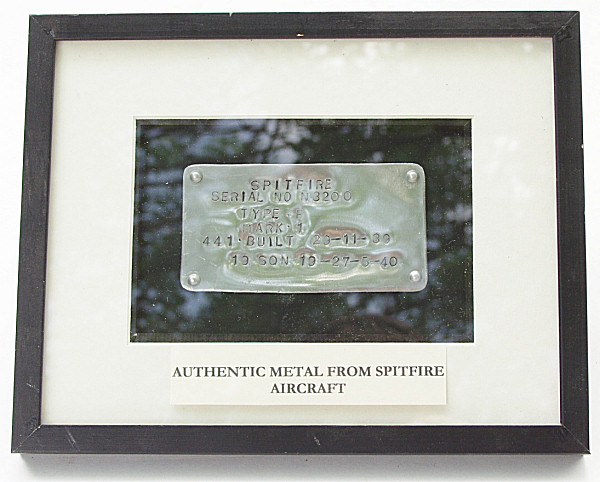 SPITFIRE
SERIAL NO N3200
TYPE F
MARK 1
441·BUILT 29-11-39
19 SQN 19-27-5-40
AUTHENTIC METAL FROM SPITFIRE
AIRCRAFT